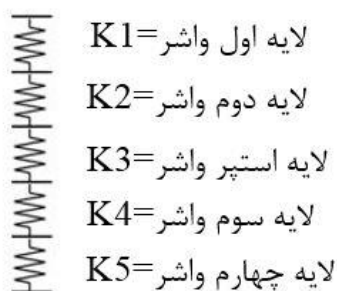 لایه اول واشر=K1
لایه دوم واشر=K2
لایه استپر واشر=K3
لایه سوم واشر=K4
لایه چهارم واشر=K5